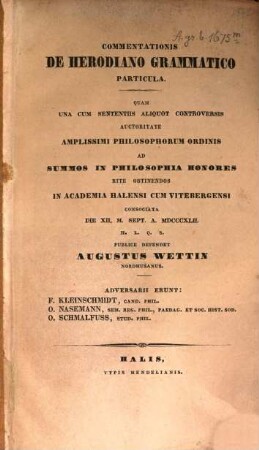 COMMENTATIONIS
DE HERODIANO GRAMMATICO
PARTICULA.
QUAM
UNA CUM SENTENTIIS ALIQUOT CONTROVERSIS
AUCTORITATE
AMPLISSIMI PHILOSOPHORUM ORDINIS
AD
SUMMOS IN PHILOSOPHIA HONORES
RITE OBTINENDOS
IN ACADEMIA HALENSI CUM VITEBERGENSI
CONSOCIATA
DIE XII. M. SEPT. A. MDCCCXLII.
H. L. Q. S.
PUBLICE DEFENDET
AUGUSTUS WETTIN
NORDHUSANUS.
ADVERSARII ERUNT:
F. KLEINSCHMIDT, CAND. PHIL.
O. NASEMANN, SEM. REG. PHIL., PAEDAG. ET SOC. HIST. SOD.
O. SCHMALFUSS, STUD. PHIL.
HALIS,
TYPIS HENDELIANIS.